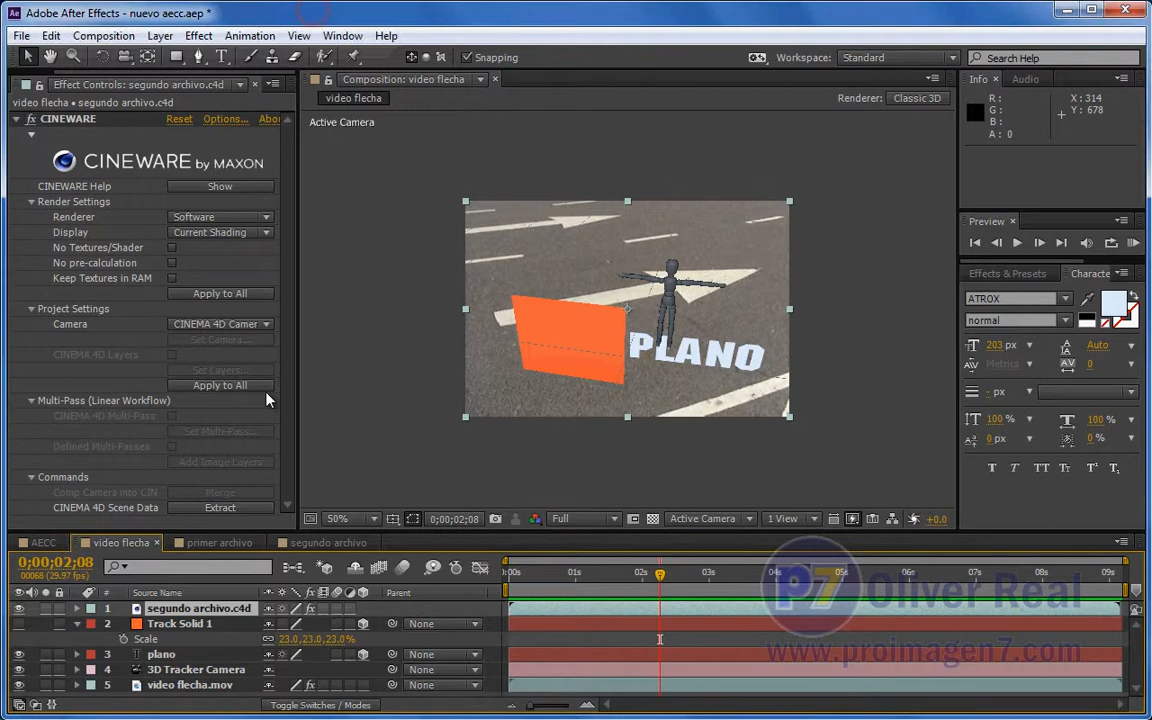 Ae Adobe After Effects - nuevo aecc.aep *
File Edit Composition Layer Effect Animation View Window Help
Snapping Workspace: Standard Search Help
Effect Controls: segundo archivo.c4d
Composition: video flecha
Info Audio
video flecha • segundo archivo.c4d
video flecha
Renderer: Classic 3D
fx CINEWARE Reset Options... Abo
Active Camera
R: X: 314
G: Y: 678
B:
A: 0
CINEWARE by MAXON
CINEWARE Help Show
Render Settings
Renderer Software
Display Current Shading
No Textures/Shader
No pre-calculation
Keep Textures in RAM
Apply to All
Project Settings
Camera CINEMA 4D Camer
Set Camera...
CINEMA 4D Layers
Set Layers...
Apply to All
Multi-Pass (Linear Workflow)
CINEMA 4D Multi-Pass
Set Multi-Pass...
Defined Multi-Passes
Add Image Layers
Commands
Comp Camera into CIN Merge
CINEMA 4D Scene Data Extract
PLANO
Preview
Effects & Presets Characte
ATROX
normal
203 px Auto
Metrics 0
- px
100 % 100 %
0 px 0 %
T T TT Tt T¹ T₁
50% 0;00;02;08 Full Active Camera 1 View +0.0
AECC video flecha primer archivo segundo archivo
0;00;02;08
00068 (29.97 fps)
:00s 01s 02s 03s 04s 05s 06s 07s 08s 09s
# Source Name fx Parent
1 segundo archivo.c4d fx None
2 Track Solid 1 None
Scale 23.0,23.0,23.0%
3 T plano None
4 3D Tracker Camera None
5 video flecha.mov fx None
Toggle Switches / Modes
P7 Oliver Real
www.proimagen7.com